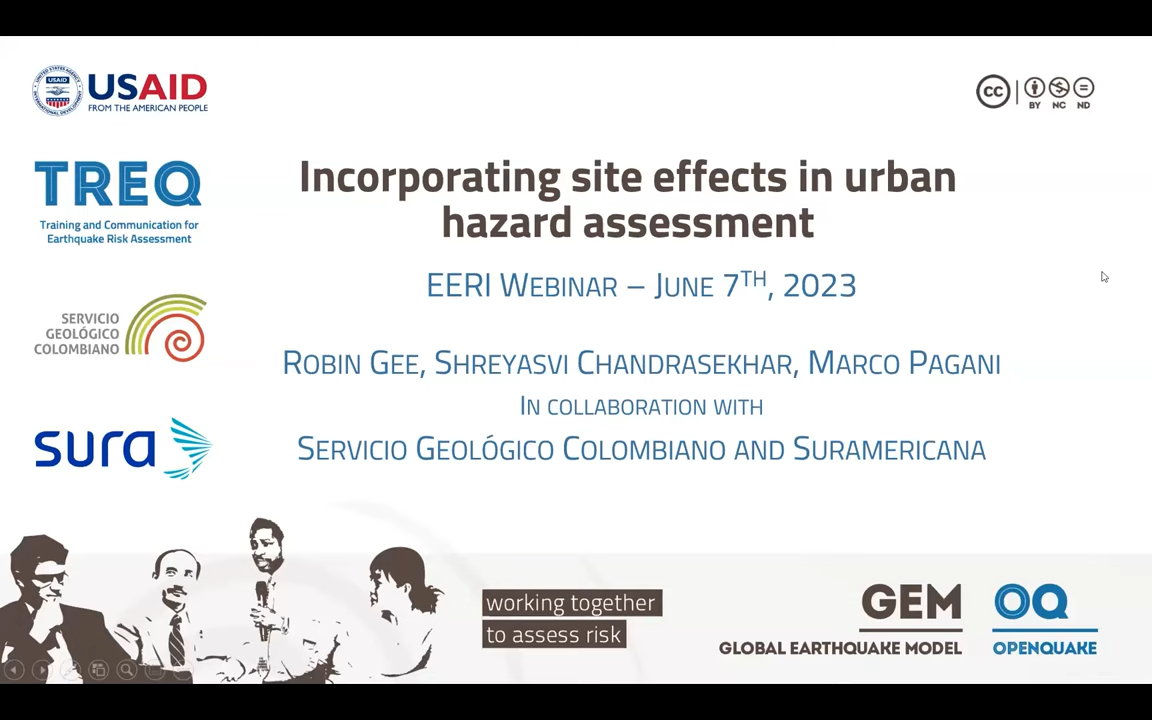 USAID
FROM THE AMERICAN PEOPLE
cc
BY NC ND
TREQ
Training and Communication for
Earthquake Risk Assessment
Incorporating site effects in urban
hazard assessment
EERI WEBINAR – JUNE 7TH, 2023
SERVICIO
GEOLÓGICO
COLOMBIANO
ROBIN GEE, SHREYASVI CHANDRASEKHAR, MARCO PAGANI
IN COLLABORATION WITH
SERVICIO GEOLÓGICO COLOMBIANO AND SURAMERICANA
sura
working together
to assess risk
GEM
GLOBAL EARTHQUAKE MODEL
OQ
OPENQUAKE